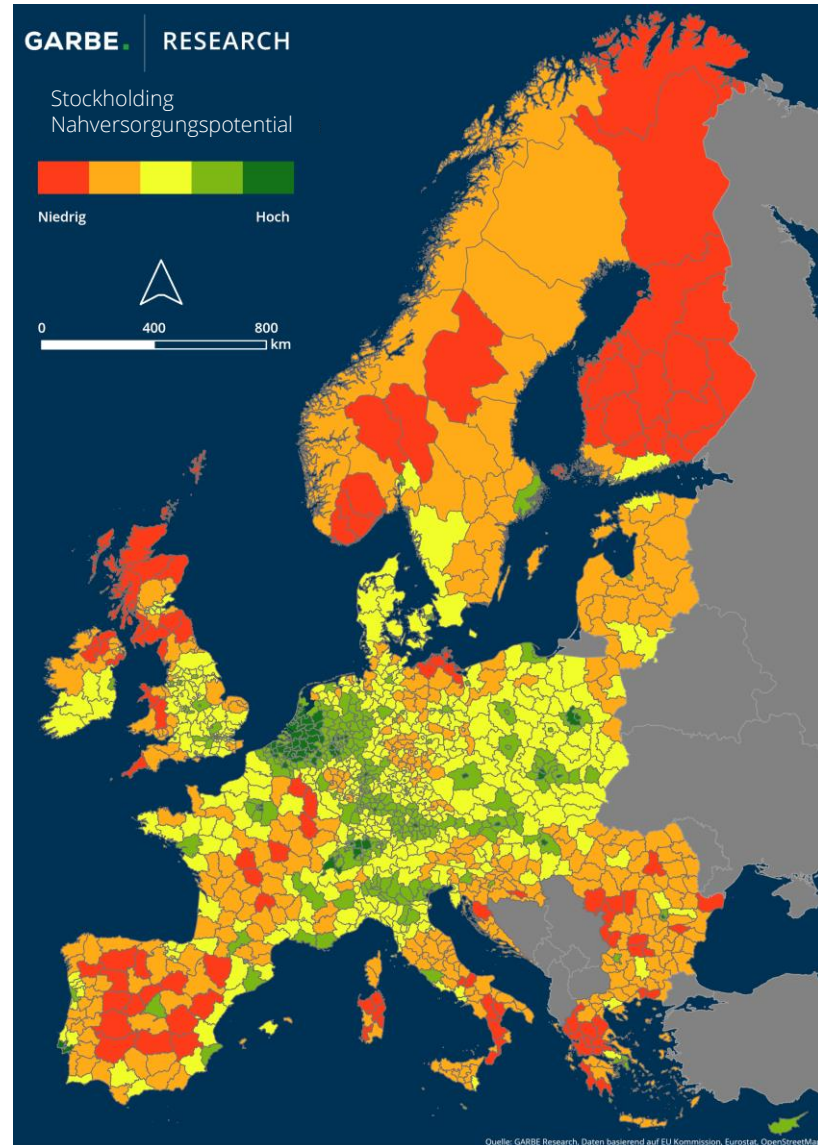 GARBE. RESEARCH
Stockholding
Nahversorgungspotential
Niedrig Hoch
0 400 800
km
Quelle: GARBE Research, Daten basierend auf EU Kommission, Eurostat, OpenStreetMap